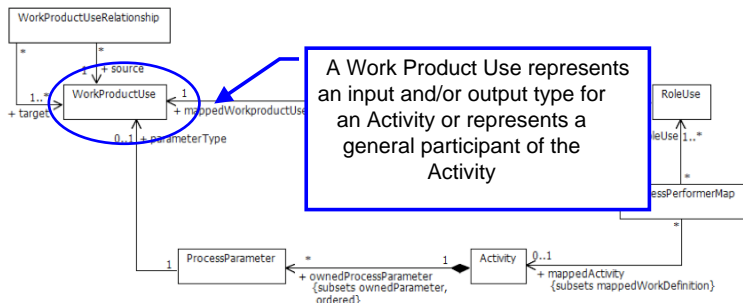 WorkProductUseRelationship
*
*
1
+ source
1..*
+ target
WorkProductUse
1
+ mappedWorkproductUse
0..1
+ parameterType
A Work Product Use represents
an input and/or output type for
an Activity or represents a
general participant of the
Activity
RoleUse
1..*
*
*
ProcessParameter
1
*
+ ownedProcessParameter
{subsets ownedParameter,
ordered}
1
Activity
0..1
+ mappedActivity
{subsets mappedWorkDefinition}